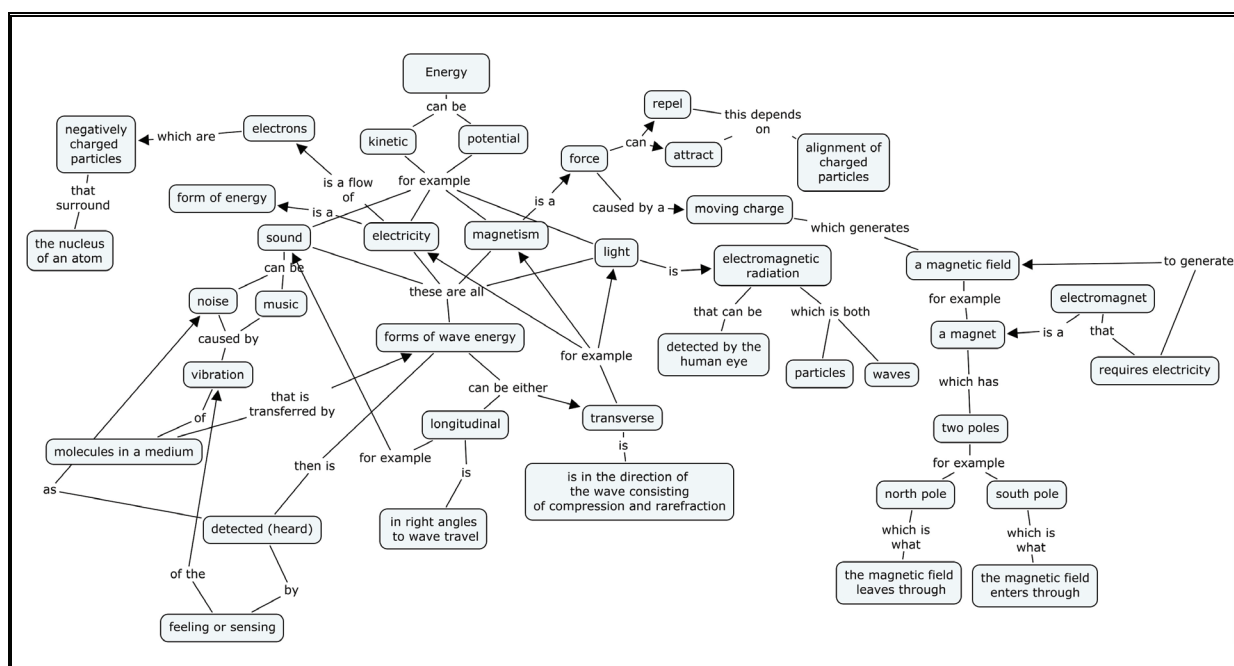 Energy
can be
kinetic
potential
for example
repel
this depends
on
electrons
which are
negatively
charged
particles
that
surround
the nucleus
of an atom
is a flow
of
form of energy
is a
force
can
attract
alignment of
charged
particles
is a
caused by a
moving charge
which generates
sound
electricity
magnetism
light
is
electromagnetic
radiation
a magnetic field
to generate
can be
noise
music
these are all
that can be
which is both
for example
electromagnet
caused by
forms of wave energy
for example
detected by the
human eye
particles
waves
a magnet
is a
that
requires electricity
vibration
that is
transferred by
of
can be either
longitudinal
transverse
which has
two poles
molecules in a medium
for example
is
is
then is
is in the direction of
the wave consisting
of compression and rarefraction
for example
north pole
south pole
as
detected (heard)
in right angles
to wave travel
which is
what
which is
what
of the
by
the magnetic field
leaves through
the magnetic field
enters through
feeling or sensing